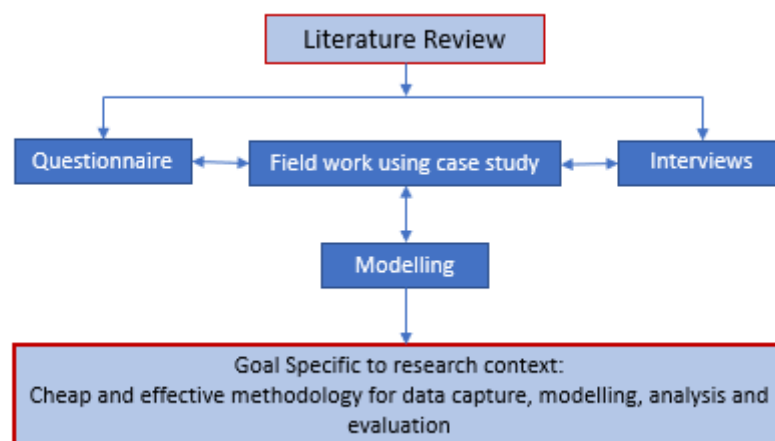 Literature Review
Questionnaire
Field work using case study
Interviews
Modelling
Goal Specific to research context:
Cheap and effective methodology for data capture, modelling, analysis and
evaluation